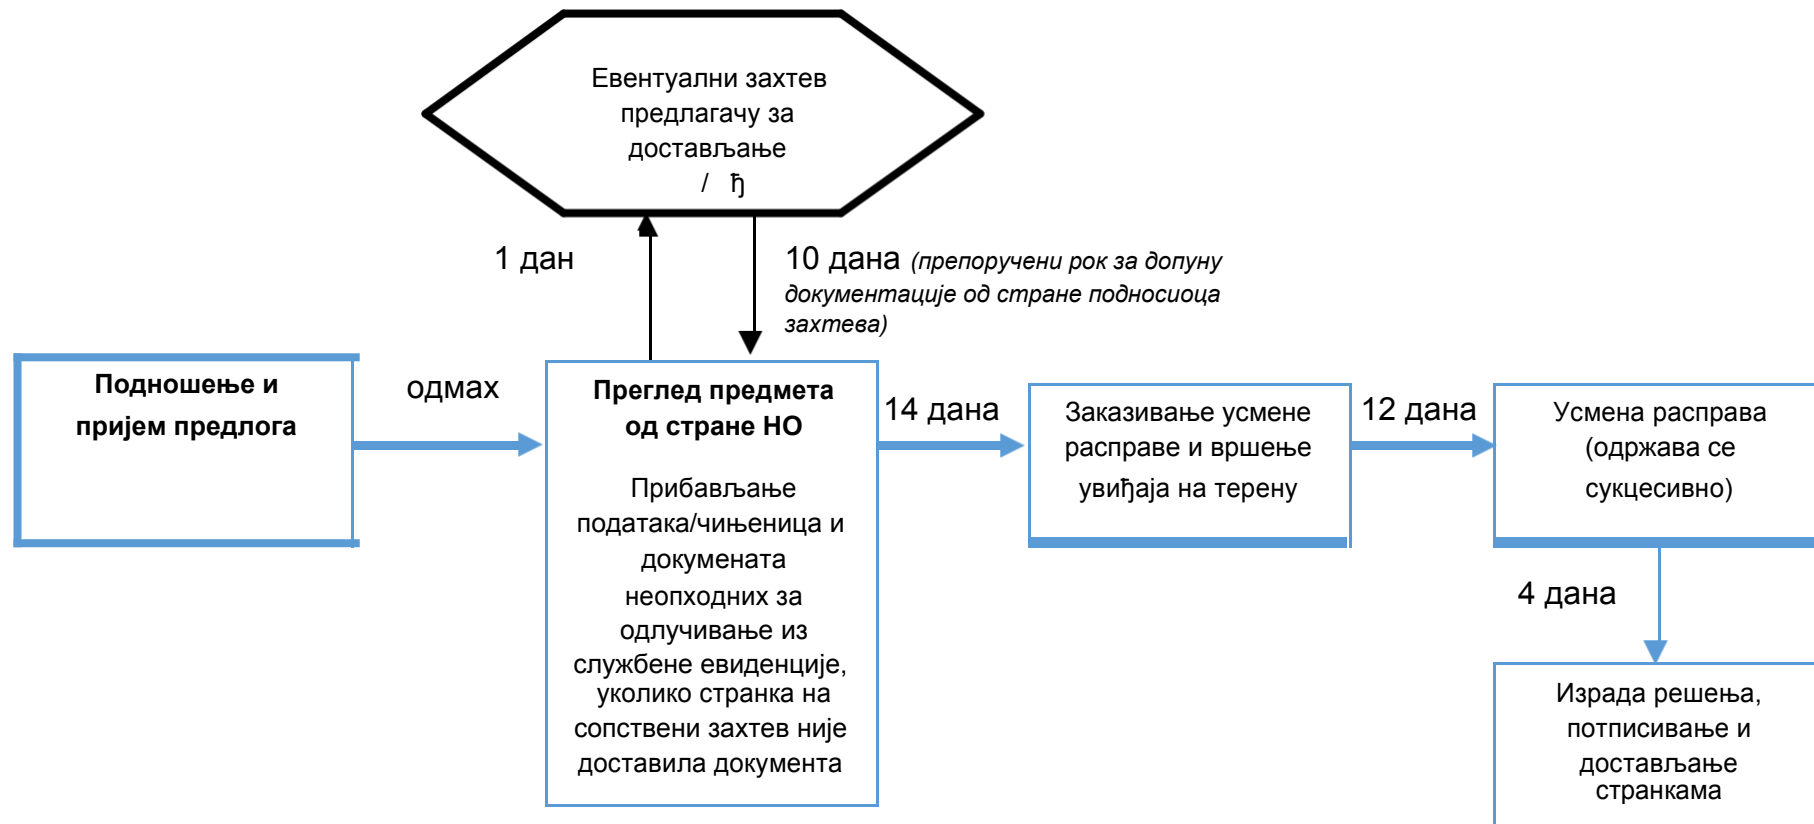 Евентуални захтев
предлагачу за
достављање
/ ђ
1 дан
10 дана (препоручени рок за допуну
документације од стране подносиоца
захтева)
Подношење и
пријем предлога
одмах
Преглед предмета
од стране НО
Прибављање
података/чињеница и
докумената
неопходних за
одлучивање из
службене евиденције,
уколико странка на
сопствени захтев није
доставила документа
14 дана
Заказивање усмене
расправе и вршење
увиђаја на терену
12 дана
Усмена расправа
(одржава се
сукцесивно)
4 дана
Израда решења,
потписивање и
достављање
странкама